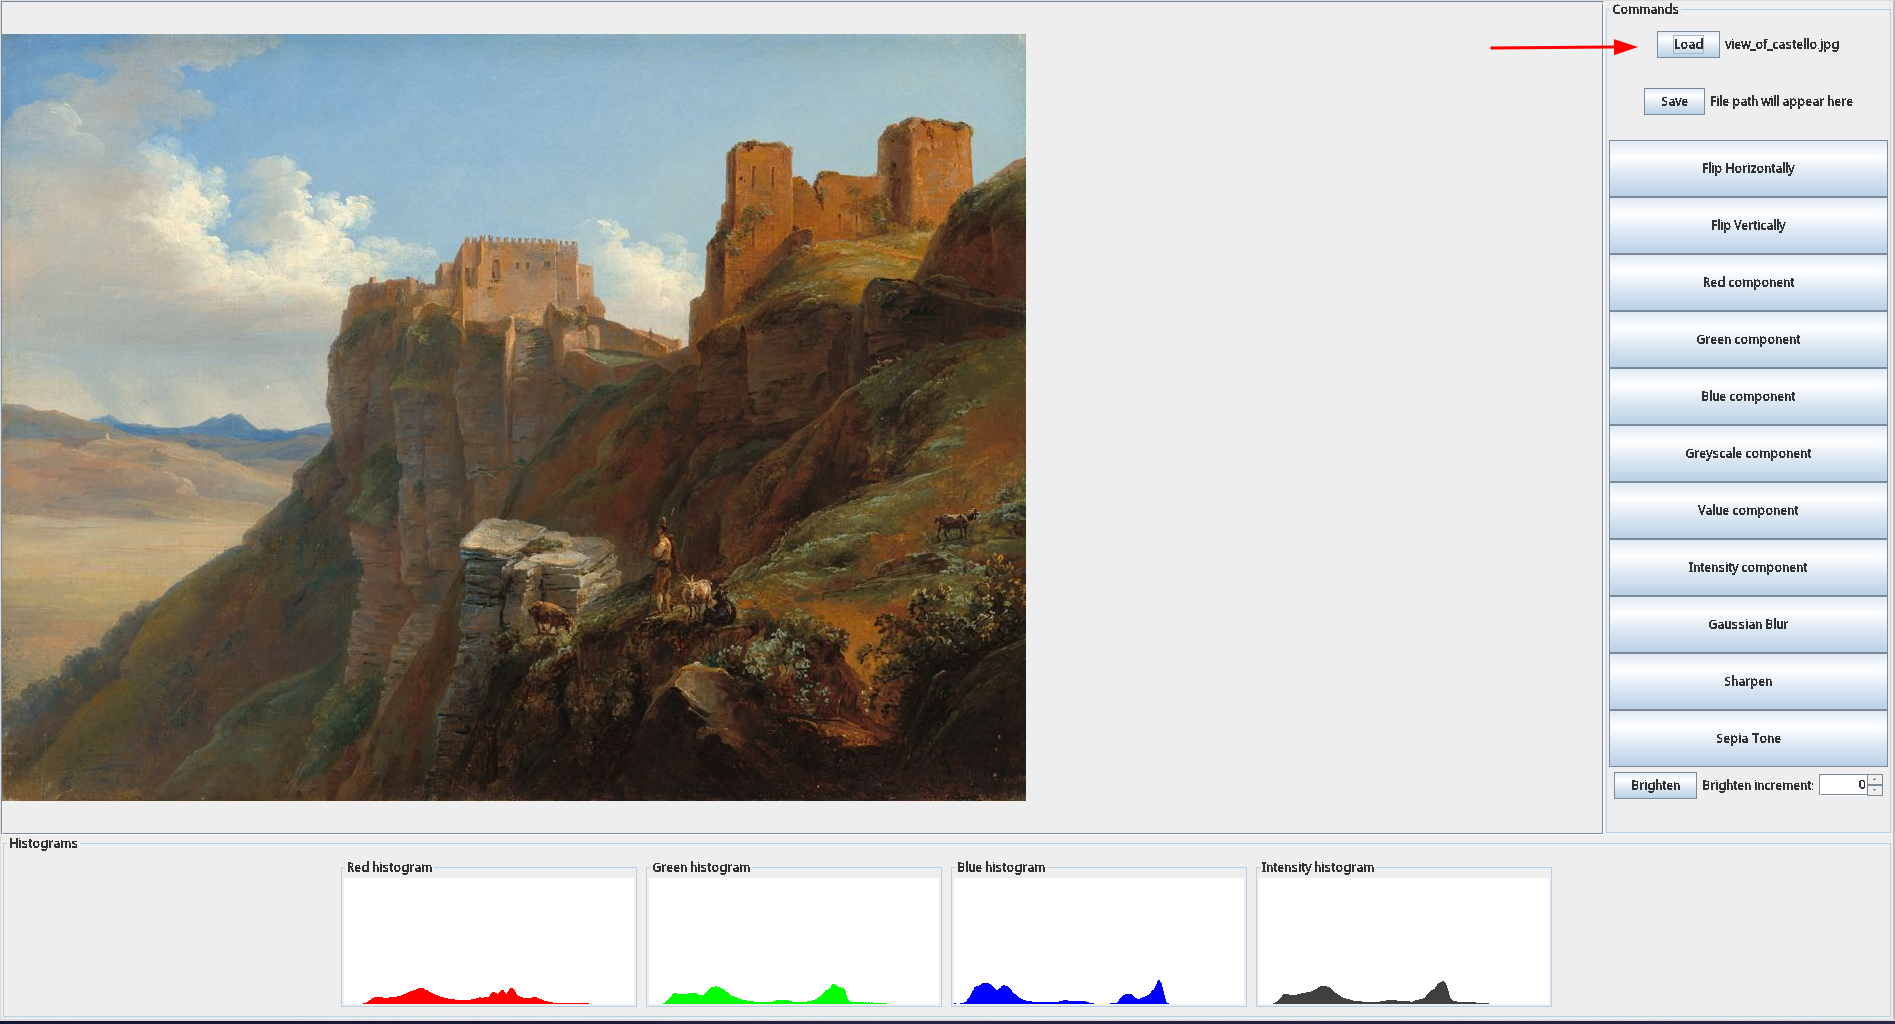 Commands
Load view_of_castello.jpg
Save File path will appear here
Flip Horizontally
Flip Vertically
Red component
Green component
Blue component
Greyscale component
Value component
Intensity component
Gaussian Blur
Sharpen
Sepia Tone
Brighten Brighten increment: 0
Histograms
Red histogram Green histogram Blue histogram Intensity histogram